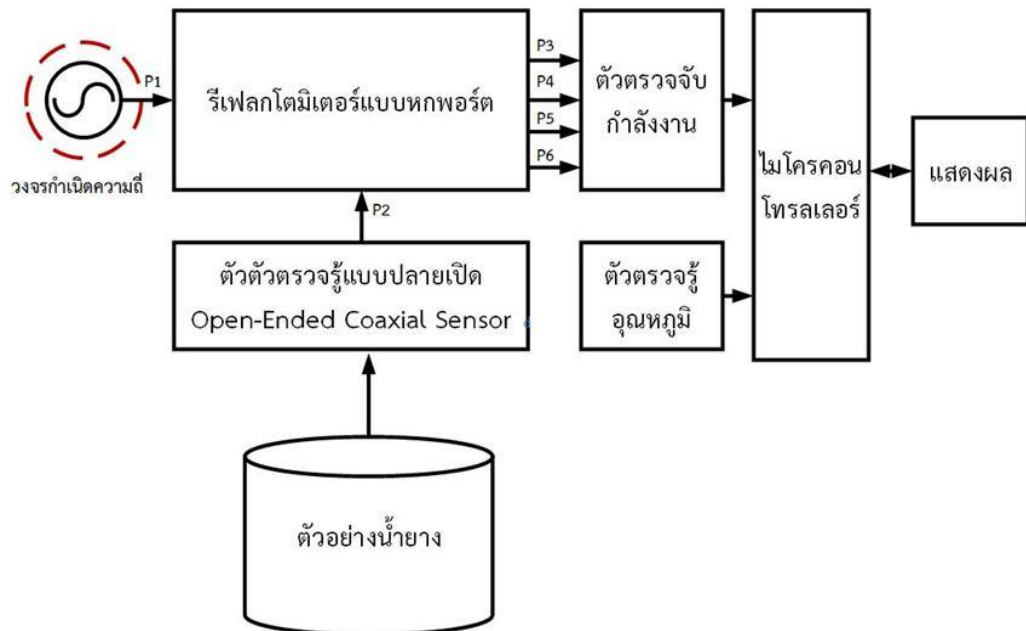 P1
วงจรกำเนิดความถี่
รีเฟลกโตมิเตอร์แบบหกพอร์ต
P3
P4
P5
P6
ตัวตรวจจับ
กำลังงาน
ไมโครคอน
โทรลเลอร์
แสดงผล
P2
ตัวตัวตรวจรู้แบบปลายเปิด
Open-Ended Coaxial Sensor
ตัวตรวจรู้
อุณหภูมิ
ตัวอย่างน้ำยาง